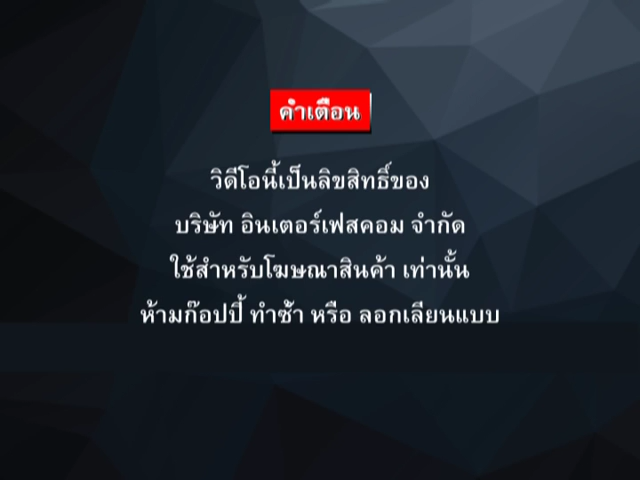 คำเตือน
วิดีโอนี้เป็นลิขสิทธิ์ของ
บริษัท อินเตอร์เฟสคอม จำกัด
ใช้สำหรับโฆษณาสินค้า เท่านั้น
ห้ามก๊อปปี้ ทำซ้ำ หรือ ลอกเลียนแบบ